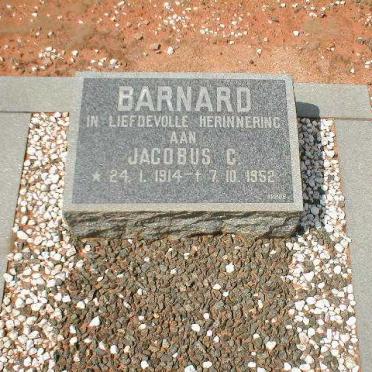 BARNARD
IN LIEFDEVOLLE HERINNERING
AAN
JACOBUS C.
* 24. 1. 1914 - † 7. 10. 1952